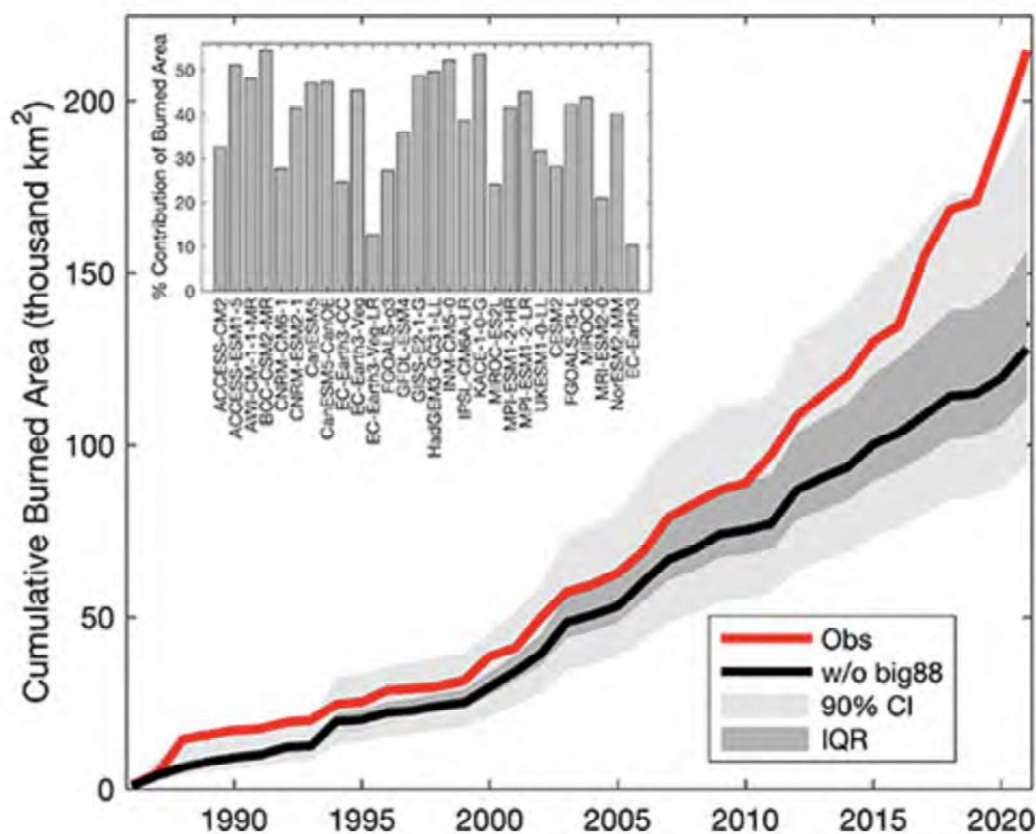 Cumulative Burned Area (thousand km²)
200
150
100
50
0
1990
1995
2000
2005
2010
2015
2020
% Contribution of Burned Area
50
40
30
20
10
0
ACCESS-CM2
ACCESS-ESM1-5
AWI-CM-1-1-MR
BCC-CSM2-MR
CNRM-CM6-1
CNRM-ESM2-1
CanESM5
CanESM5-CanOE
EC-Earth3-CC
EC-Earth3-Veg
EC-Earth3-Veg-LR
FGOALS-g3
GFDL-ESM4
GISS-E2-1-G
HadGEM3-GC31-LL
INM-CM5-0
IPSL-CM6A-LR
KACE-1-0-G
MIROC-ES2L
MPI-ESM1-2-HR
MPI-ESM1-2-LR
UKESM1-0-LL
CESM2
FGOALS-f3-L
MIROC6
MRI-ESM2-0
NorESM2-MM
EC-Earth3
Obs
w/o big88
90% CI
IQR